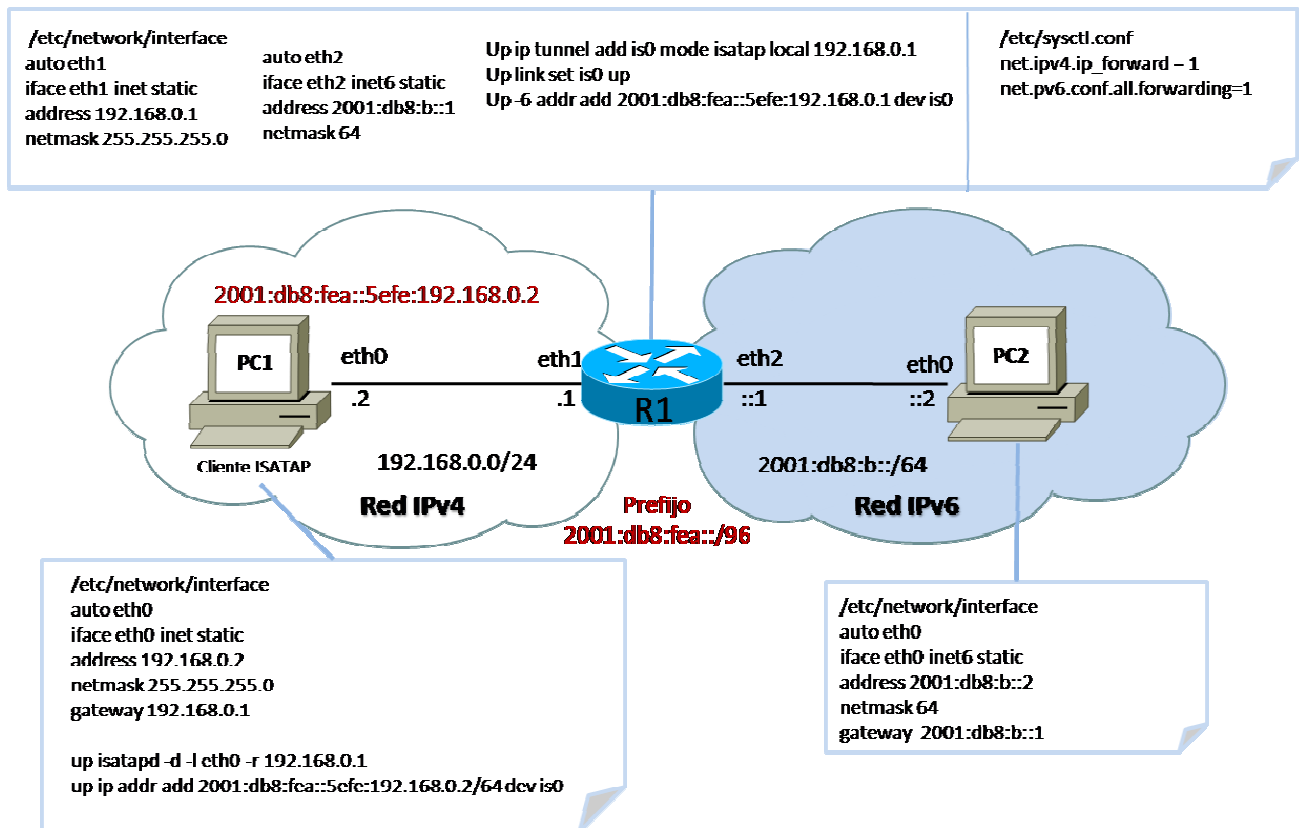 /etc/network/interface
auto eth1
iface eth1 inet static
address 192.168.0.1
netmask 255.255.255.0
auto eth2
iface eth2 inet6 static
address 2001:db8:b::1
netmask 64
Up ip tunnel add is0 mode isatap local 192.168.0.1
Up link set is0 up
Up -6 addr add 2001:db8:fea::5efe:192.168.0.1 dev is0
/etc/sysctl.conf
net.ipv4.ip_forward – 1
net.pv6.conf.all.forwarding=1
2001:db8:fea::5efe:192.168.0.2
PC1
eth0
.2
eth1
.1
R1
eth2
::1
eth0
::2
PC2
Cliente ISATAP
192.168.0.0/24
Red IPv4
Prefijo
2001:db8:fea::/96
2001:db8:b::/64
Red IPv6
/etc/network/interface
auto eth0
iface eth0 inet static
address 192.168.0.2
netmask 255.255.255.0
gateway 192.168.0.1
up isatapd -d -l eth0 -r 192.168.0.1
up ip addr add 2001:db8:fea::5efe:192.168.0.2/64 dev is0
/etc/network/interface
auto eth0
iface eth0 inet6 static
address 2001:db8:b::2
netmask 64
gateway 2001:db8:b::1